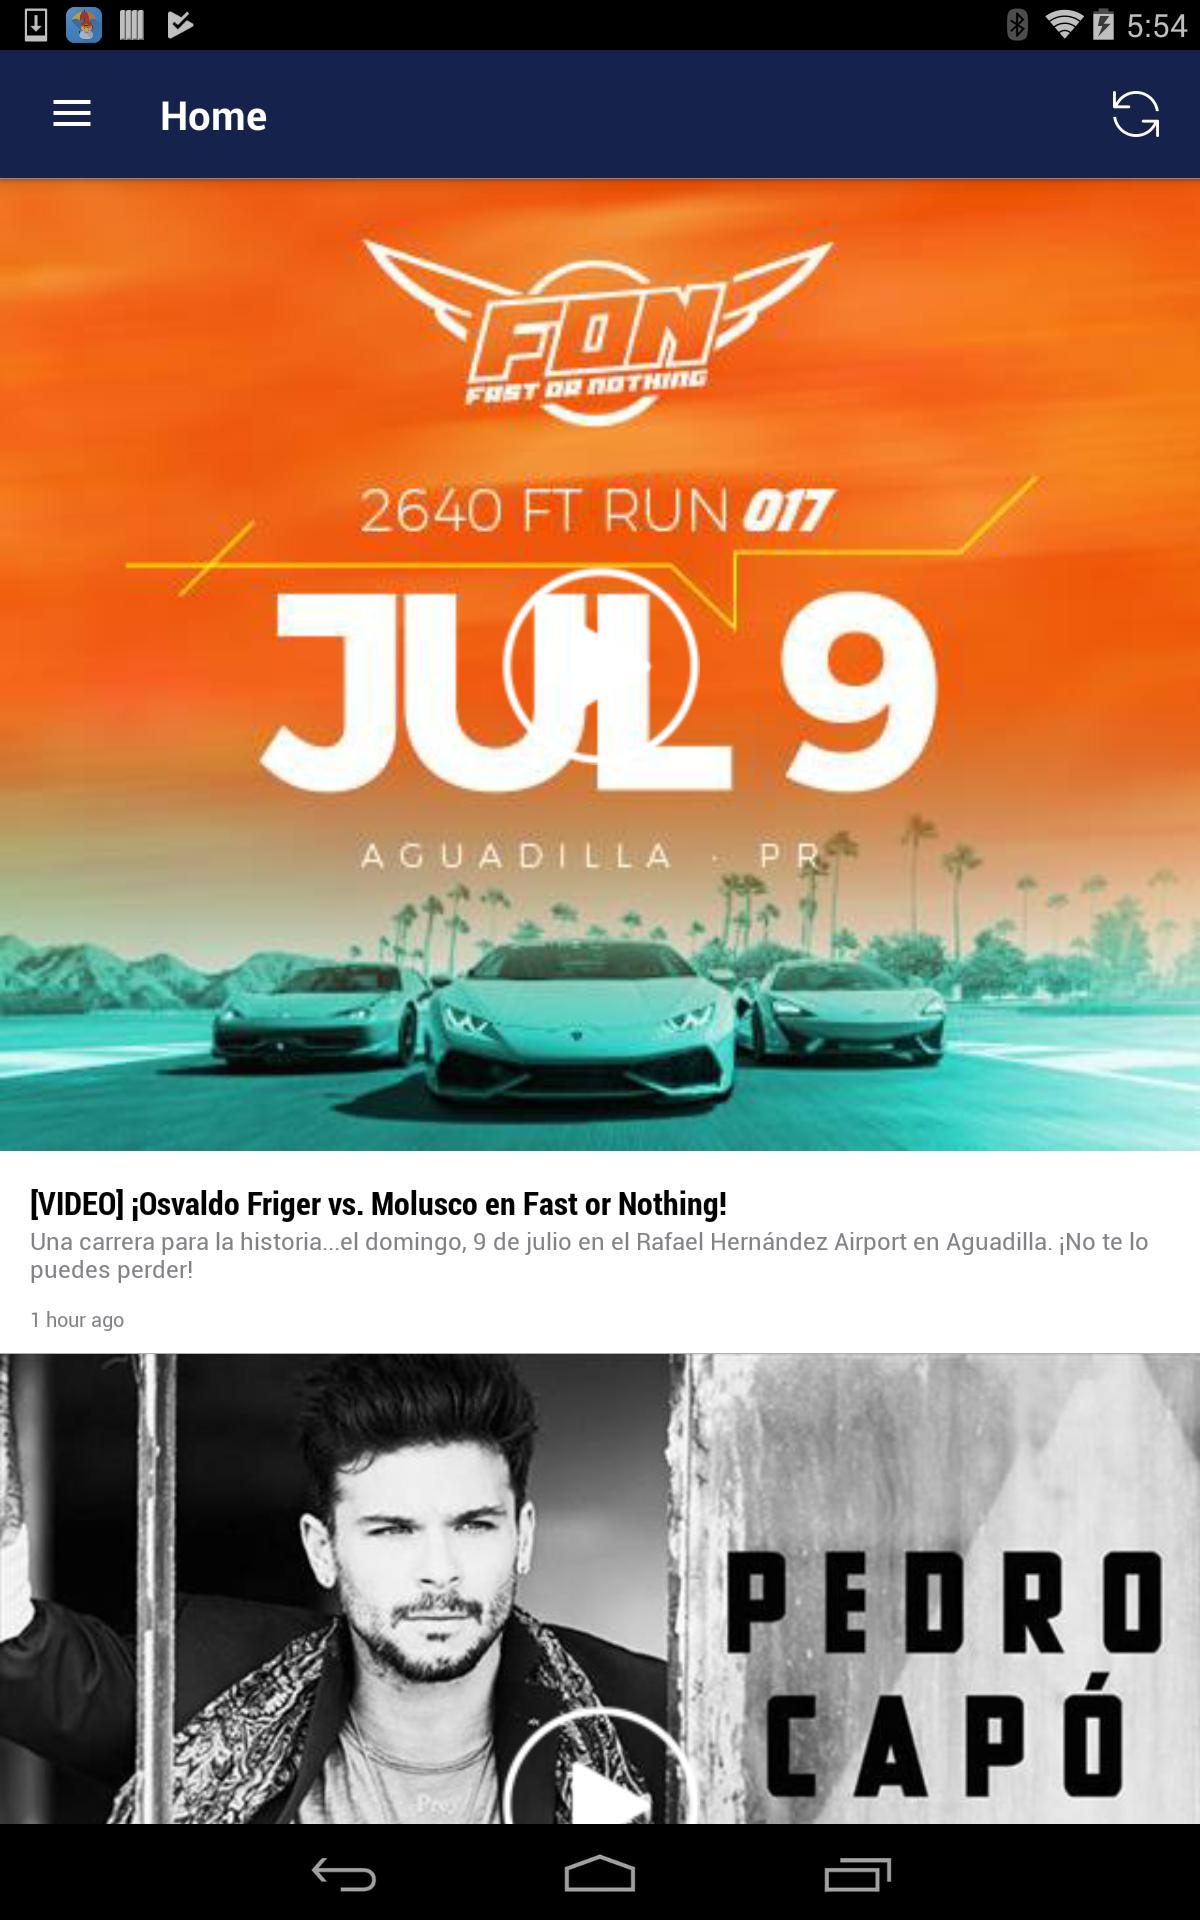 5:54
Home
FON
FAST OR NOTHING
2640 FT RUN 017
JUL 9
AGUADILLA · PR
[VIDEO] ¡Osvaldo Friger vs. Molusco en Fast or Nothing!
Una carrera para la historia...el domingo, 9 de julio en el Rafael Hernández Airport en Aguadilla. ¡No te lo
puedes perder!
1 hour ago
PEDRO
CAPÓ